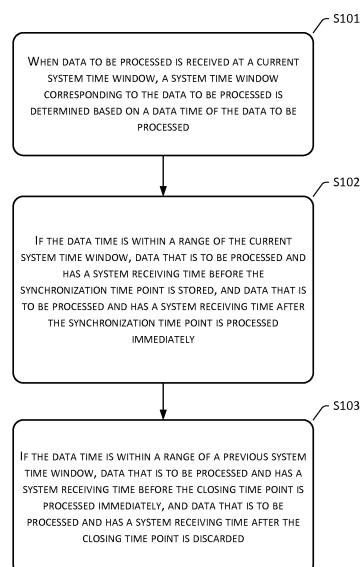 S101
WHEN DATA TO BE PROCESSED IS RECEIVED AT A CURRENT
SYSTEM TIME WINDOW, A SYSTEM TIME WINDOW
CORRESPONDING TO THE DATA TO BE PROCESSED IS
DETERMINED BASED ON A DATA TIME OF THE DATA TO BE
PROCESSED
S102
IF THE DATA TIME IS WITHIN A RANGE OF THE CURRENT
SYSTEM TIME WINDOW, DATA THAT IS TO BE PROCESSED AND
HAS A SYSTEM RECEIVING TIME BEFORE THE
SYNCHRONIZATION TIME POINT IS STORED, AND DATA THAT IS
TO BE PROCESSED AND HAS A SYSTEM RECEIVING TIME AFTER
THE SYNCHRONIZATION TIME POINT IS PROCESSED
IMMEDIATELY
S103
IF THE DATA TIME IS WITHIN A RANGE OF A PREVIOUS SYSTEM
TIME WINDOW, DATA THAT IS TO BE PROCESSED AND HAS A
SYSTEM RECEIVING TIME BEFORE THE CLOSING TIME POINT IS
PROCESSED IMMEDIATELY, AND DATA THAT IS TO BE
PROCESSED AND HAS A SYSTEM RECEIVING TIME AFTER THE
CLOSING TIME POINT IS DISCARDED